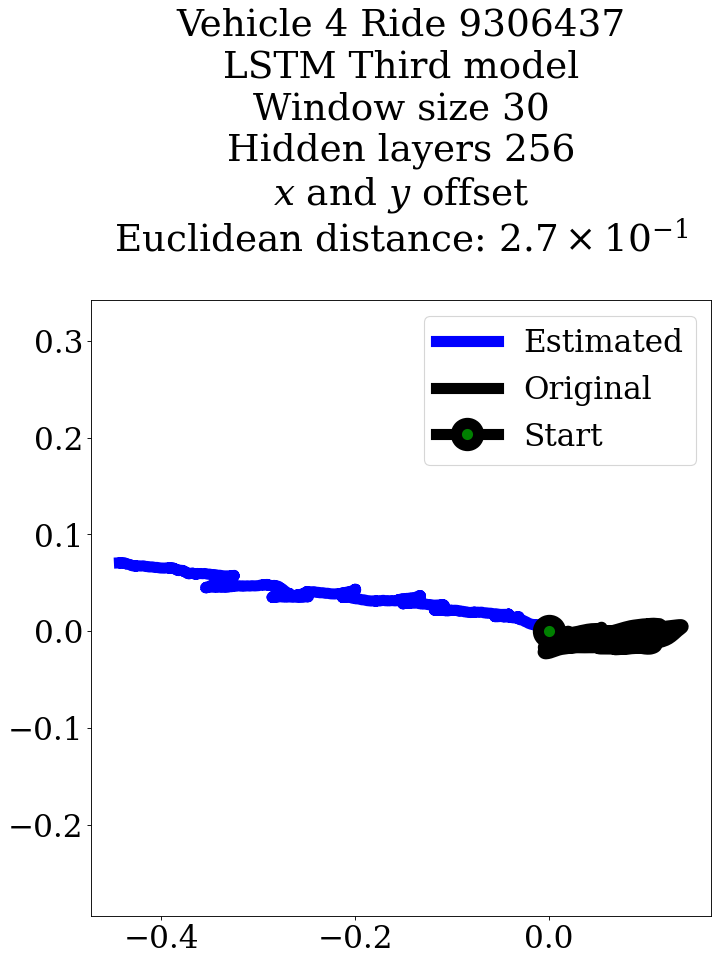 Vehicle 4 Ride 9306437
LSTM Third model
Window size 30
Hidden layers 256
x and y offset
Euclidean distance: 2.7 × 10⁻¹
Estimated
Original
Start
0.3
0.2
0.1
0.0
−0.1
−0.2
−0.4
−0.2
0.0